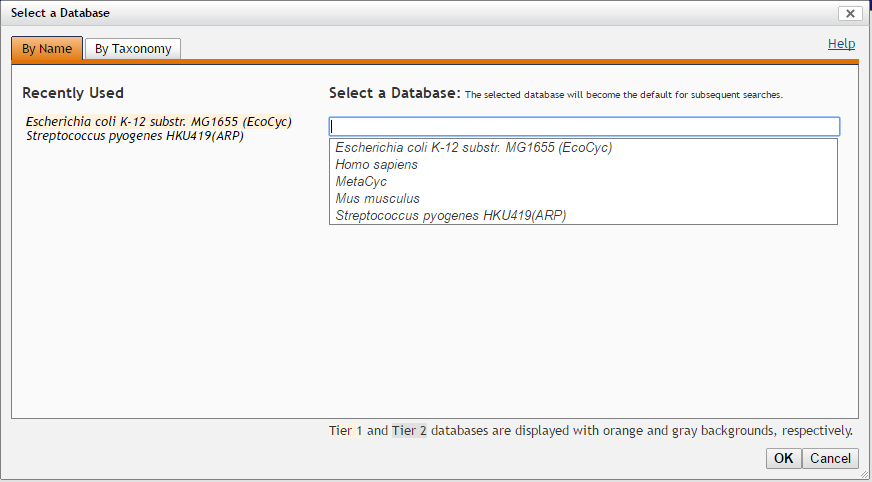 Select a Database
By Name
By Taxonomy
Help
Recently Used
Escherichia coli K-12 substr. MG1655 (EcoCyc)
Streptococcus pyogenes HKU419(ARP)
Select a Database: The selected database will become the default for subsequent searches.
Escherichia coli K-12 substr. MG1655 (EcoCyc)
Homo sapiens
MetaCyc
Mus musculus
Streptococcus pyogenes HKU419(ARP)
Tier 1 and Tier 2 databases are displayed with orange and gray backgrounds, respectively.
OK
Cancel